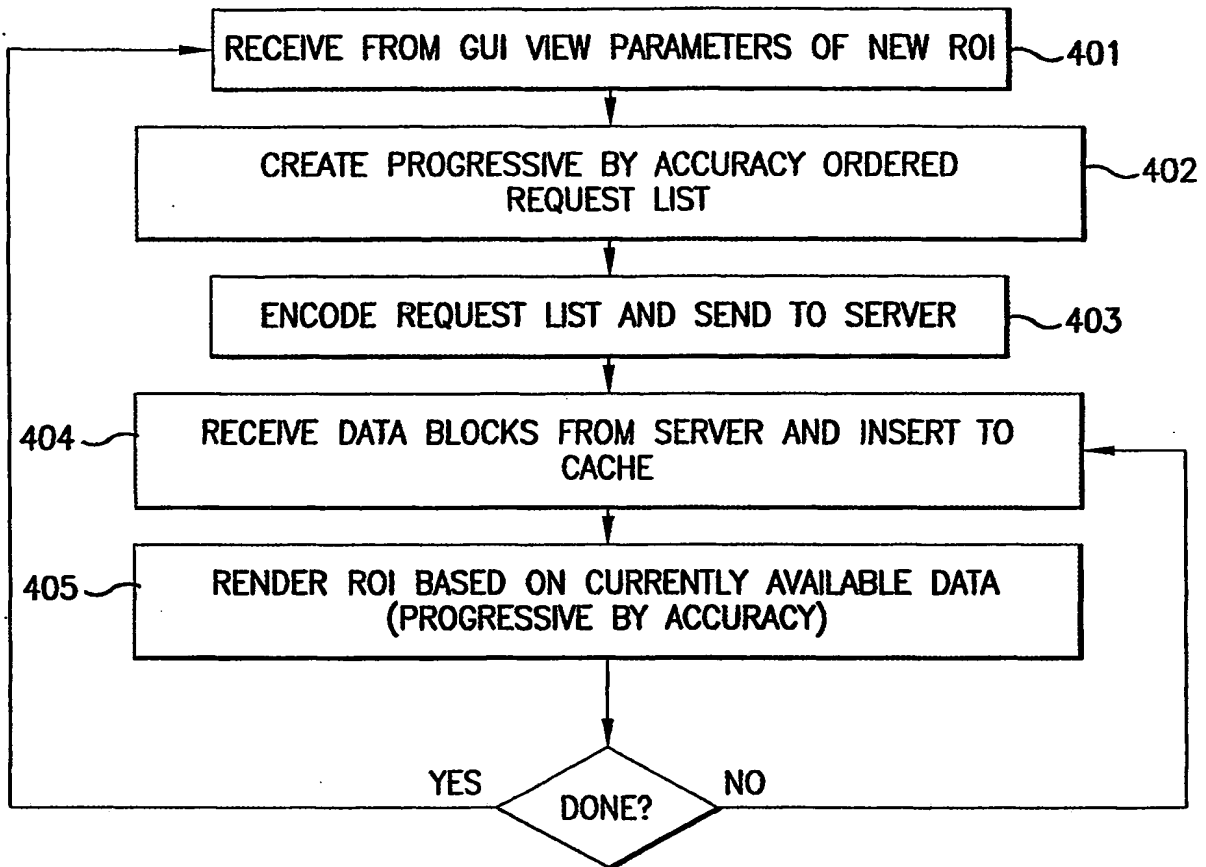 RECEIVE FROM GUI VIEW PARAMETERS OF NEW ROI
401
CREATE PROGRESSIVE BY ACCURACY ORDERED
REQUEST LIST
402
ENCODE REQUEST LIST AND SEND TO SERVER
403
404
RECEIVE DATA BLOCKS FROM SERVER AND INSERT TO
CACHE
405
RENDER ROI BASED ON CURRENTLY AVAILABLE DATA
(PROGRESSIVE BY ACCURACY)
YES
DONE?
NO